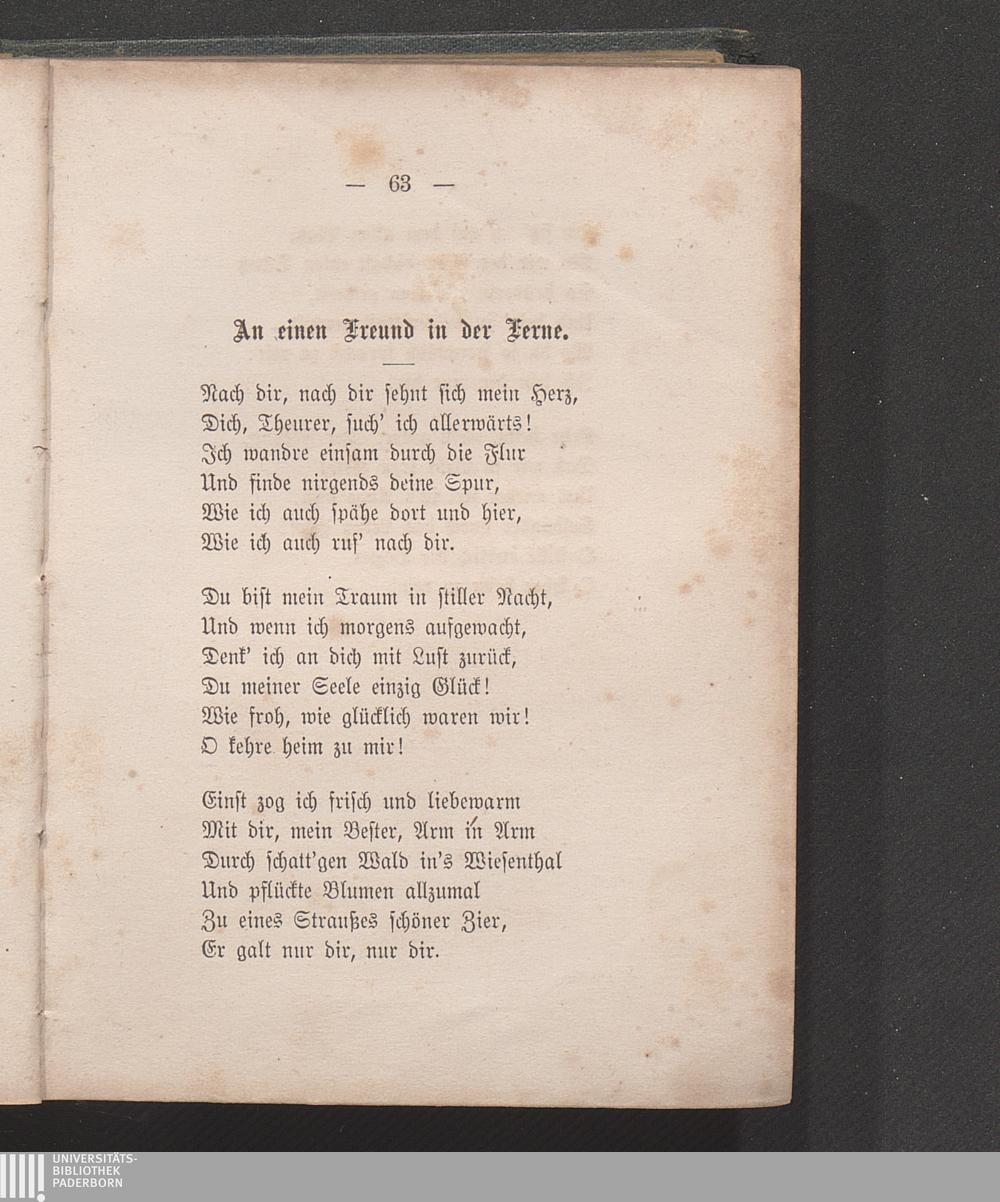 — 63 —
An einen Freund in der Ferne.
Nach dir, nach dir sehnt sich mein Herz,
Dich, Theurer, such' ich allerwärts!
Ich wandre einsam durch die Flur
Und finde nirgends deine Spur,
Wie ich auch spähe dort und hier,
Wie ich auch ruf' nach dir.
Du bist mein Traum in stiller Nacht,
Und wenn ich morgens aufgewacht,
Denk' ich an dich mit Lust zurück,
Du meiner Seele einzig Glück!
Wie froh, wie glücklich waren wir!
O kehre heim zu mir!
Einst zog ich frisch und liebewarm
Mit dir, mein Bester, Arm in Arm
Durch schatt'gen Wald in's Wiesenthal
Und pflückte Blumen allzumal
Zu eines Straußes schöner Zier,
Er galt nur dir, nur dir.
UNIVERSITÄTS-
BIBLIOTHEK
PADERBORN